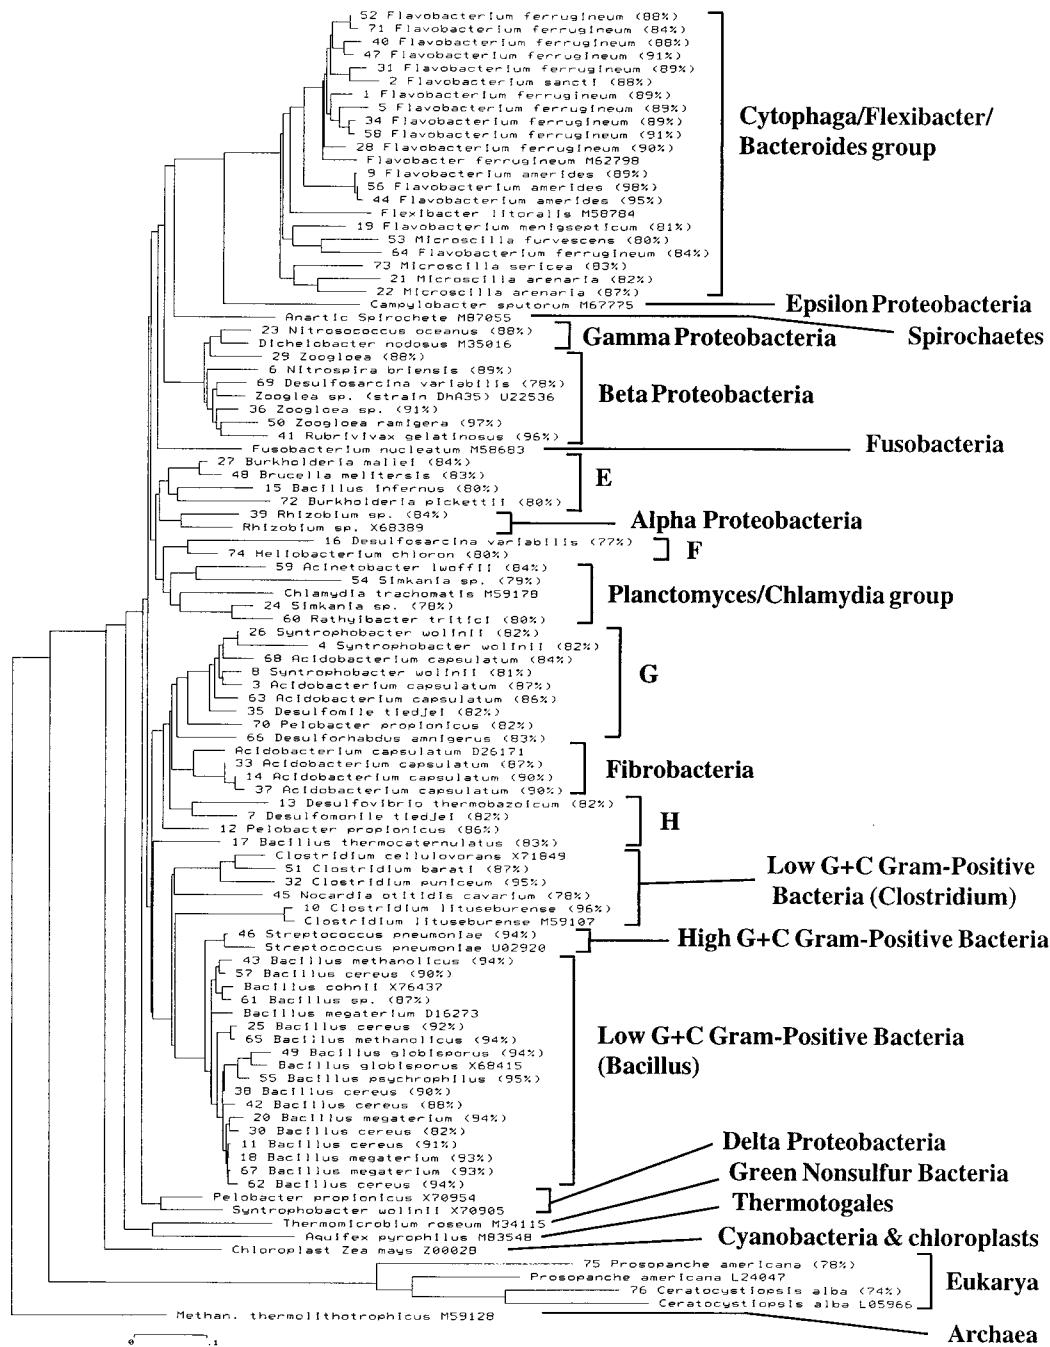 52 Flavobacterium ferrugineum (88%)
71 Flavobacterium ferrugineum (84%)
40 Flavobacterium ferrugineum (88%)
47 Flavobacterium ferrugineum (91%)
31 Flavobacterium ferrugineum (89%)
2 Flavobacterium sancti (88%)
1 Flavobacterium ferrugineum (89%)
5 Flavobacterium ferrugineum (89%)
34 Flavobacterium ferrugineum (89%)
58 Flavobacterium ferrugineum (91%)
28 Flavobacterium ferrugineum (90%)
Flavobacter ferrugineum M62798
9 Flavobacterium amerides (89%)
56 Flavobacterium amerides (98%)
44 Flavobacterium amerides (95%)
Flexibacter litoralis M58784
19 Flavobacterium menigsepticum (81%)
53 Microscilla furvescens (80%)
64 Flavobacterium ferrugineum (84%)
73 Microscilla sericea (83%)
21 Microscilla arenaria (82%)
22 Microscilla arenaria (87%)
Cytophaga/Flexibacter/
Bacteroides group
Campylobacter sputorum M67775
Epsilon Proteobacteria
Anartic Spirochete M87055
Spirochaetes
23 Nitrosococcus oceanus (88%)
Dichelobacter nodosus M35016
Gamma Proteobacteria
29 Zoogloea (88%)
6 Nitrospira briensis (89%)
69 Desulfosarcina variabilis (78%)
Zooglea sp. (strain DhA35) U22536
36 Zoogloea sp. (91%)
50 Zoogloea ramigera (97%)
41 Rubrivivax gelatinosus (96%)
Beta Proteobacteria
Fusobacterium nucleatum M58683
Fusobacteria
27 Burkholderia mallei (84%)
48 Brucella melitersis (83%)
15 Bacillus infernus (80%)
72 Burkholderia pickettii (80%)
E
39 Rhizobium sp. (84%)
Rhizobium sp. X68389
Alpha Proteobacteria
16 Desulfosarcina variabilis (77%)
74 Heliobacterium chloron (80%)
F
59 Acinetobacter lwoffii (84%)
54 Simkania sp. (79%)
Chlamydia trachomatis M59178
24 Simkania sp. (78%)
60 Rathyibacter tritici (80%)
Planctomyces/Chlamydia group
26 Syntrophobacter wolinii (82%)
4 Syntrophobacter wolinii (82%)
68 Acidobacterium capsulatum (84%)
8 Syntrophobacter wolinii (81%)
3 Acidobacterium capsulatum (87%)
63 Acidobacterium capsulatum (86%)
35 Desulfomile tiedjei (82%)
70 Pelobacter propionicus (82%)
66 Desulforhabdus amnigerus (83%)
G
Acidobacterium capsulatum D26171
33 Acidobacterium capsulatum (87%)
14 Acidobacterium capsulatum (90%)
37 Acidobacterium capsulatum (90%)
Fibrobacteria
13 Desulfovibrio thermobazoicum (82%)
7 Desulfomonile tiedjei (82%)
12 Pelobacter propionicus (86%)
17 Bacillus thermocaternulatus (83%)
H
Clostridium cellulovorans X71849
51 Clostridium barati (87%)
32 Clostridium puniceum (95%)
45 Nocardia otitidis cavarium (78%)
10 Clostridium lituseburense (96%)
Clostridium lituseburense M59107
Low G+C Gram-Positive
Bacteria (Clostridium)
46 Streptococcus pneumoniae (94%)
Streptococcus pneumoniae U02920
High G+C Gram-Positive Bacteria
43 Bacillus methanolicus (94%)
57 Bacillus cereus (90%)
Bacillus cohnii X76437
61 Bacillus sp. (87%)
Bacillus megaterium D16273
25 Bacillus cereus (92%)
65 Bacillus methanolicus (94%)
49 Bacillus globisporus (94%)
Bacillus globisporus X68415
55 Bacillus psychrophilus (95%)
38 Bacillus cereus (90%)
42 Bacillus cereus (88%)
20 Bacillus megaterium (94%)
30 Bacillus cereus (82%)
11 Bacillus cereus (91%)
18 Bacillus megaterium (93%)
67 Bacillus megaterium (93%)
62 Bacillus cereus (94%)
Low G+C Gram-Positive Bacteria
(Bacillus)
Pelobacter propionicus X70954
Syntrophobacter wolinii X70905
Delta Proteobacteria
Thermomicrobium roseum M34115
Green Nonsulfur Bacteria
Aquifex pyrophilus M83548
Thermotogales
Chloroplast Zea mays Z00028
Cyanobacteria & chloroplasts
75 Prosopanche americana (78%)
Prosopanche americana L24047
76 Ceratocystiopsis alba (74%)
Ceratocystiopsis alba L05966
Eukarya
Methan. thermolithotrophicus M59128
Archaea
0 .1